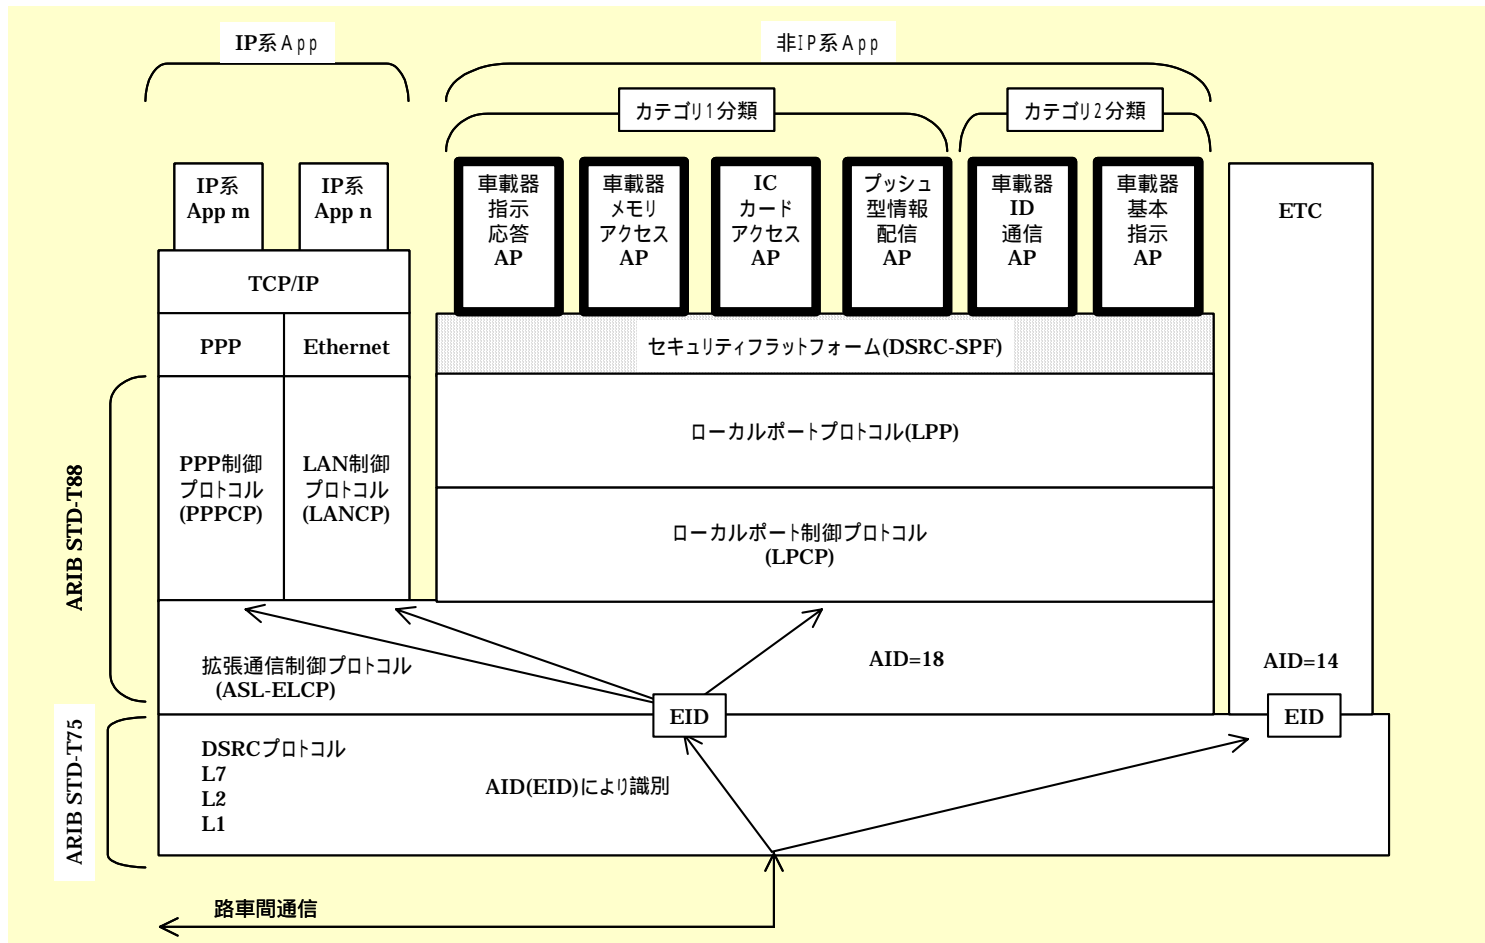 IP系App
非IP系App
カテゴリ1分類
カテゴリ2分類
IP系
App m
IP系
App n
車載器
指示
応答
AP
車載器
メモリ
アクセス
AP
IC
カード
アクセス
AP
プッシュ
型情報
配信
AP
車載器
ID
通信
AP
車載器
基本
指示
AP
ETC
TCP/IP
PPP
Ethernet
セキュリティフラットフォーム(DSRC-SPF)
ローカルポートプロトコル(LPP)
PPP制御
プロトコル
(PPPCP)
LAN制御
プロトコル
(LANCP)
ローカルポート制御プロトコル
(LPCP)
ARIB STD-T88
拡張通信制御プロトコル
(ASL-ELCP)
AID=18
AID=14
EID
EID
ARIB STD-T75
DSRCプロトコル
L7
L2
L1
AID(EID)により識別
路車間通信